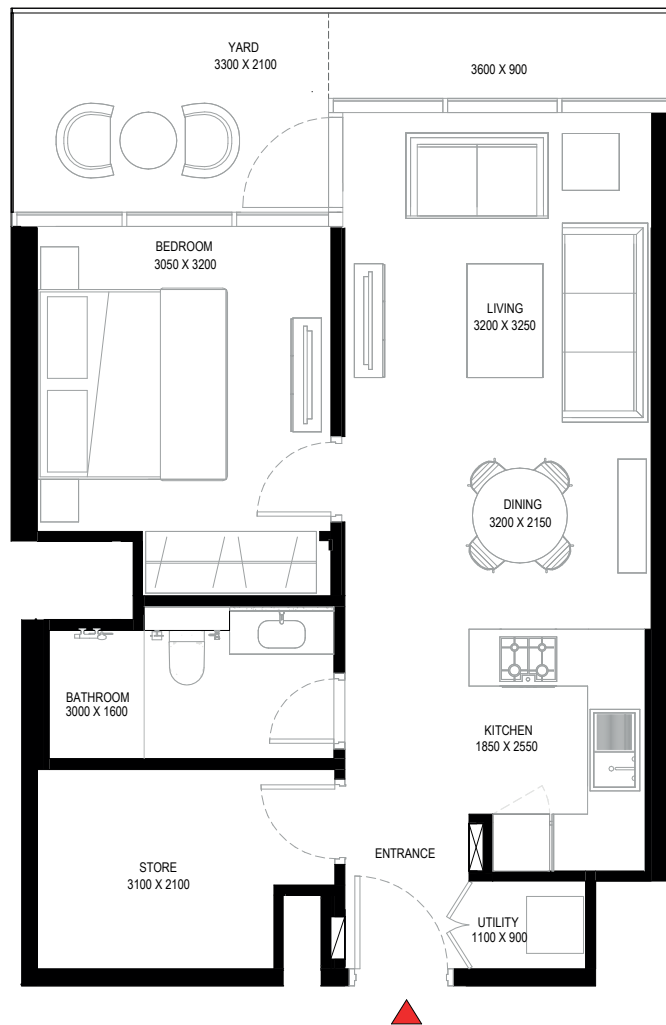 YARD
3300 X 2100
3600 X 900
BEDROOM
3050 X 3200
LIVING
3200 X 3250
DINING
3200 X 2150
BATHROOM
3000 X 1600
KITCHEN
1850 X 2550
ENTRANCE
STORE
3100 X 2100
UTILITY
1100 X 900